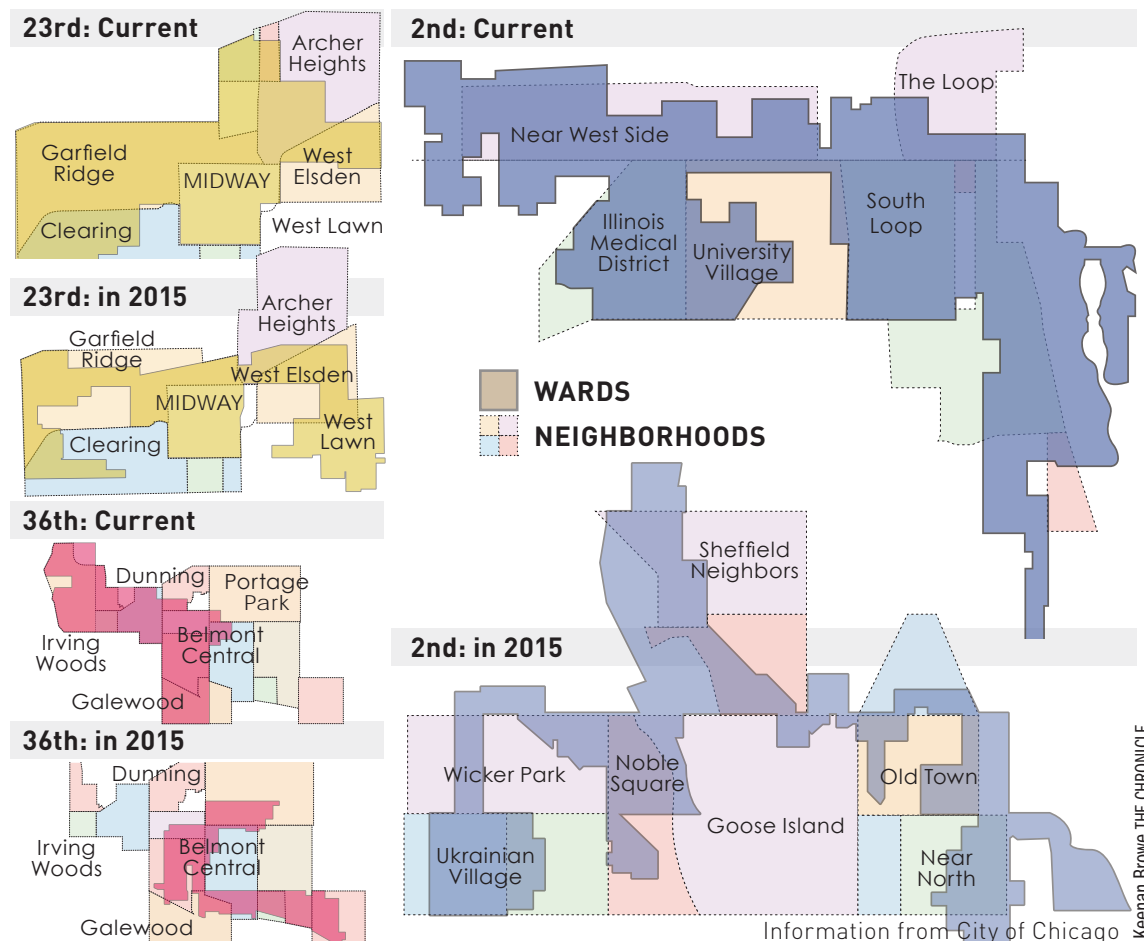 23rd: Current
Archer
Heights
Garfield
Ridge
West
Elsden
MIDWAY
Clearing
West Lawn
23rd: in 2015
Archer
Heights
Garfield
Ridge
West Elsden
MIDWAY
West
Lawn
Clearing
36th: Current
Dunning
Portage
Park
Irving
Woods
Belmont
Central
Galewood
36th: in 2015
Dunning
Irving
Woods
Belmont
Central
Galewood
2nd: Current
The Loop
Near West Side
Illinois
Medical
District
University
Village
South
Loop
WARDS
NEIGHBORHOODS
2nd: in 2015
Sheffield
Neighbors
Wicker Park
Noble
Square
Old Town
Goose Island
Ukrainian
Village
Near
North
Information from City of Chicago
Keenan Browe THE CHRONICLE